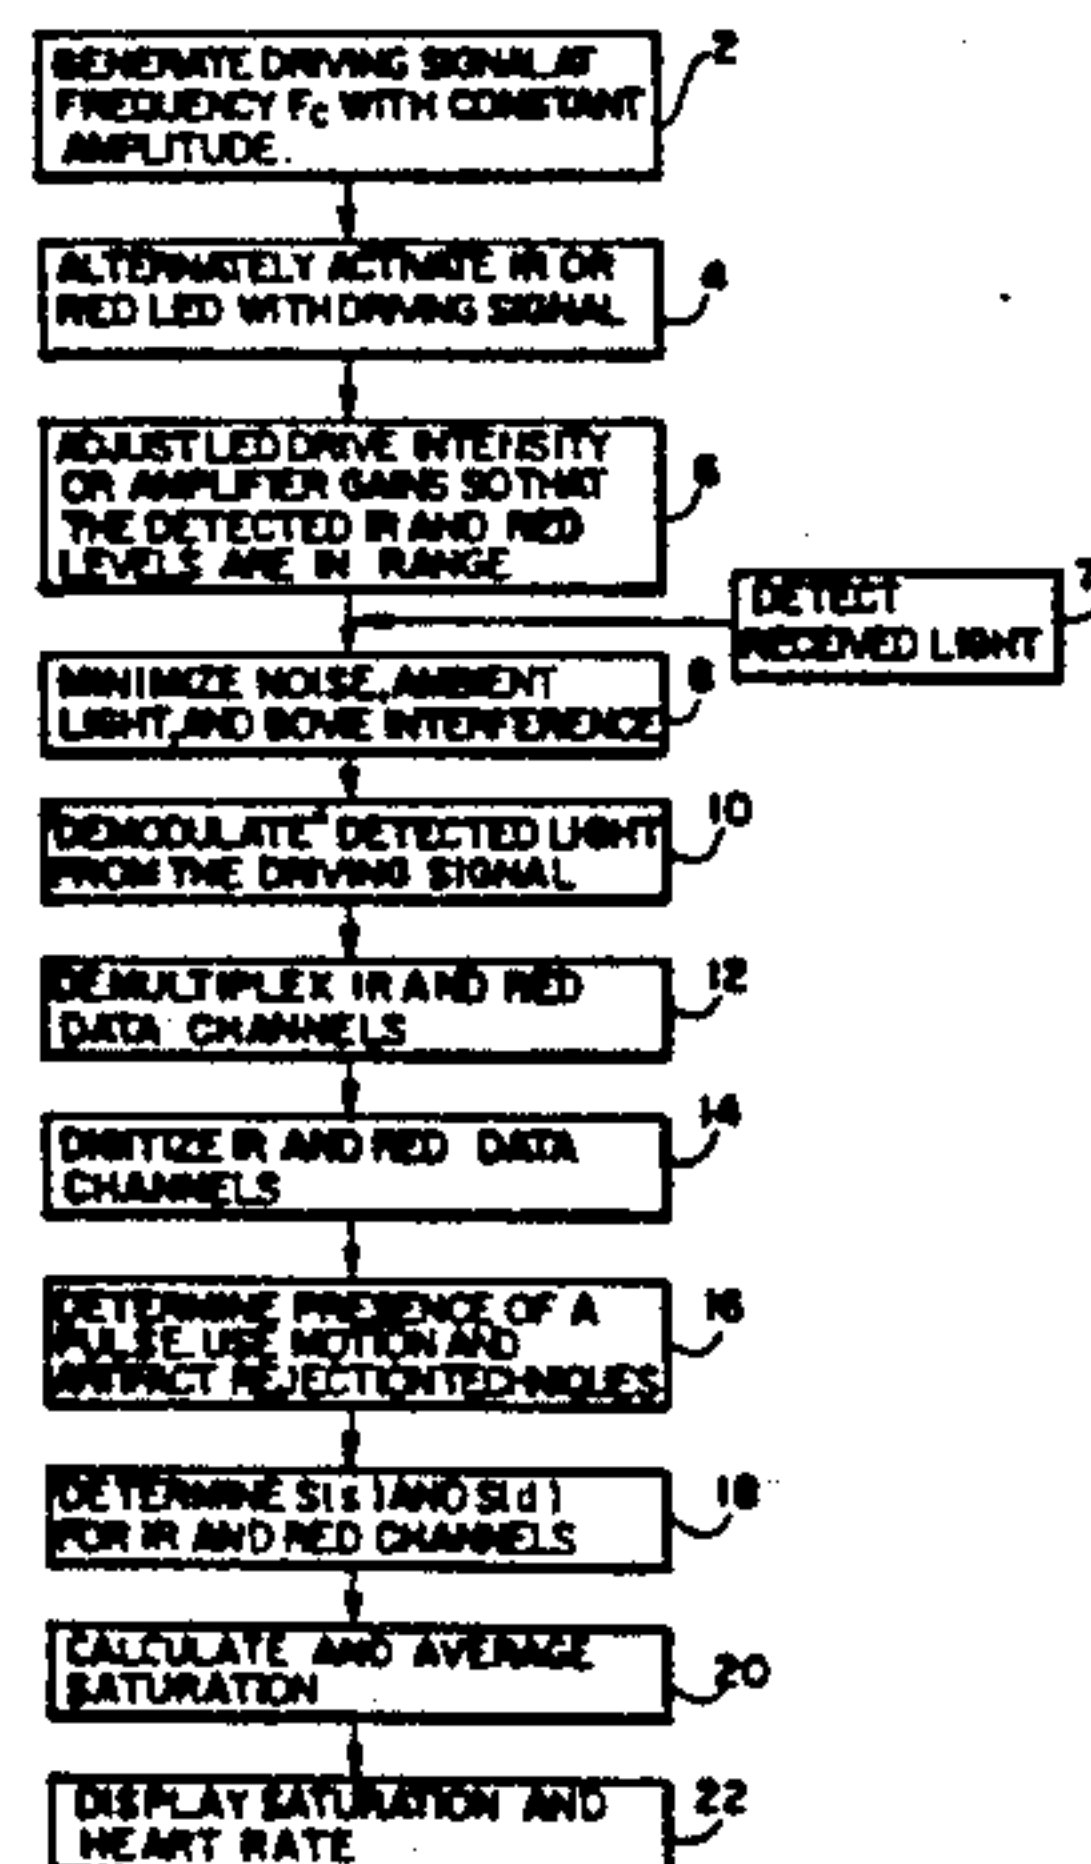 GENERATE DRIVING SIGNAL AT
FREQUENCY Fc WITH CONSTANT
AMPLITUDE.
2
ALTERNATELY ACTIVATE IR OR
RED LED WITH DRIVING SIGNAL
4
ADJUST LED DRIVE INTENSITY
OR AMPLIFIER GAINS SO THAT
THE DETECTED IR AND RED
LEVELS ARE IN RANGE
6
DETECT
RECEIVED LIGHT
7
MINIMIZE NOISE, AMBIENT
LIGHT, AND BOVIE INTERFERENCE
8
DEMODULATE DETECTED LIGHT
FROM THE DRIVING SIGNAL
10
DEMULTIPLEX IR AND RED
DATA CHANNELS
12
DIGITIZE IR AND RED DATA
CHANNELS
14
DETERMINE PRESENCE OF A
PULSE. USE MOTION AND
ARTIFACT REJECTION TECHNIQUES
16
DETERMINE S(s) AND S(d)
FOR IR AND RED CHANNELS
18
CALCULATE AND AVERAGE
SATURATION
20
DISPLAY SATURATION AND
HEART RATE
22